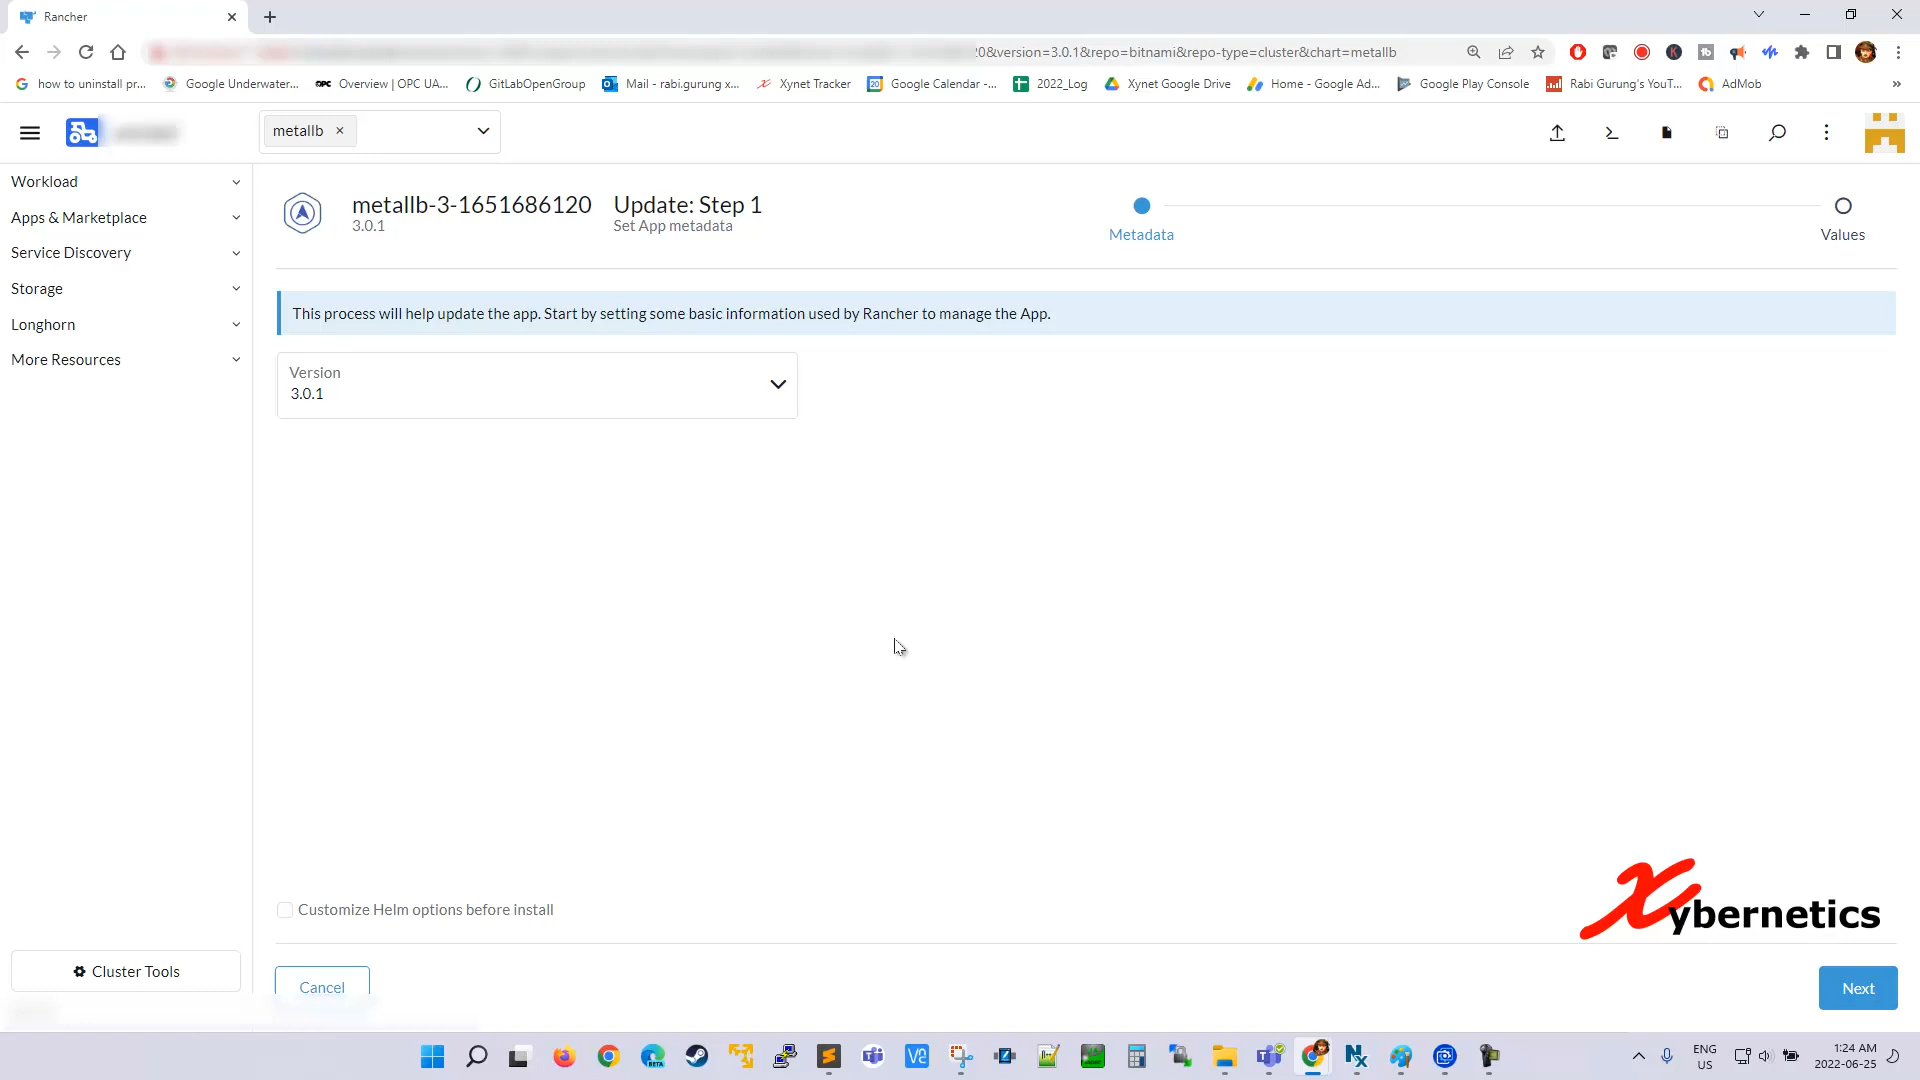 Rancher
20&version=3.0.1&repo=bitnami&repo-type=cluster&chart=metallb
how to uninstall pr...
Google Underwater...
Overview | OPC UA...
GitLabOpenGroup
Mail - rabi.gurung x...
Xynet Tracker
Google Calendar -...
2022_Log
Xynet Google Drive
Home - Google Ad...
Google Play Console
Rabi Gurung's YouT...
AdMob
metallb
Workload
Apps & Marketplace
Service Discovery
Storage
Longhorn
More Resources
Cluster Tools
metallb-3-1651686120
3.0.1
Update: Step 1
Set App metadata
Metadata
Values
This process will help update the app. Start by setting some basic information used by Rancher to manage the App.
Version
3.0.1
Customize Helm options before install
Xybernetics
Cancel
Next
ENG
US
1:24 AM
2022-06-25